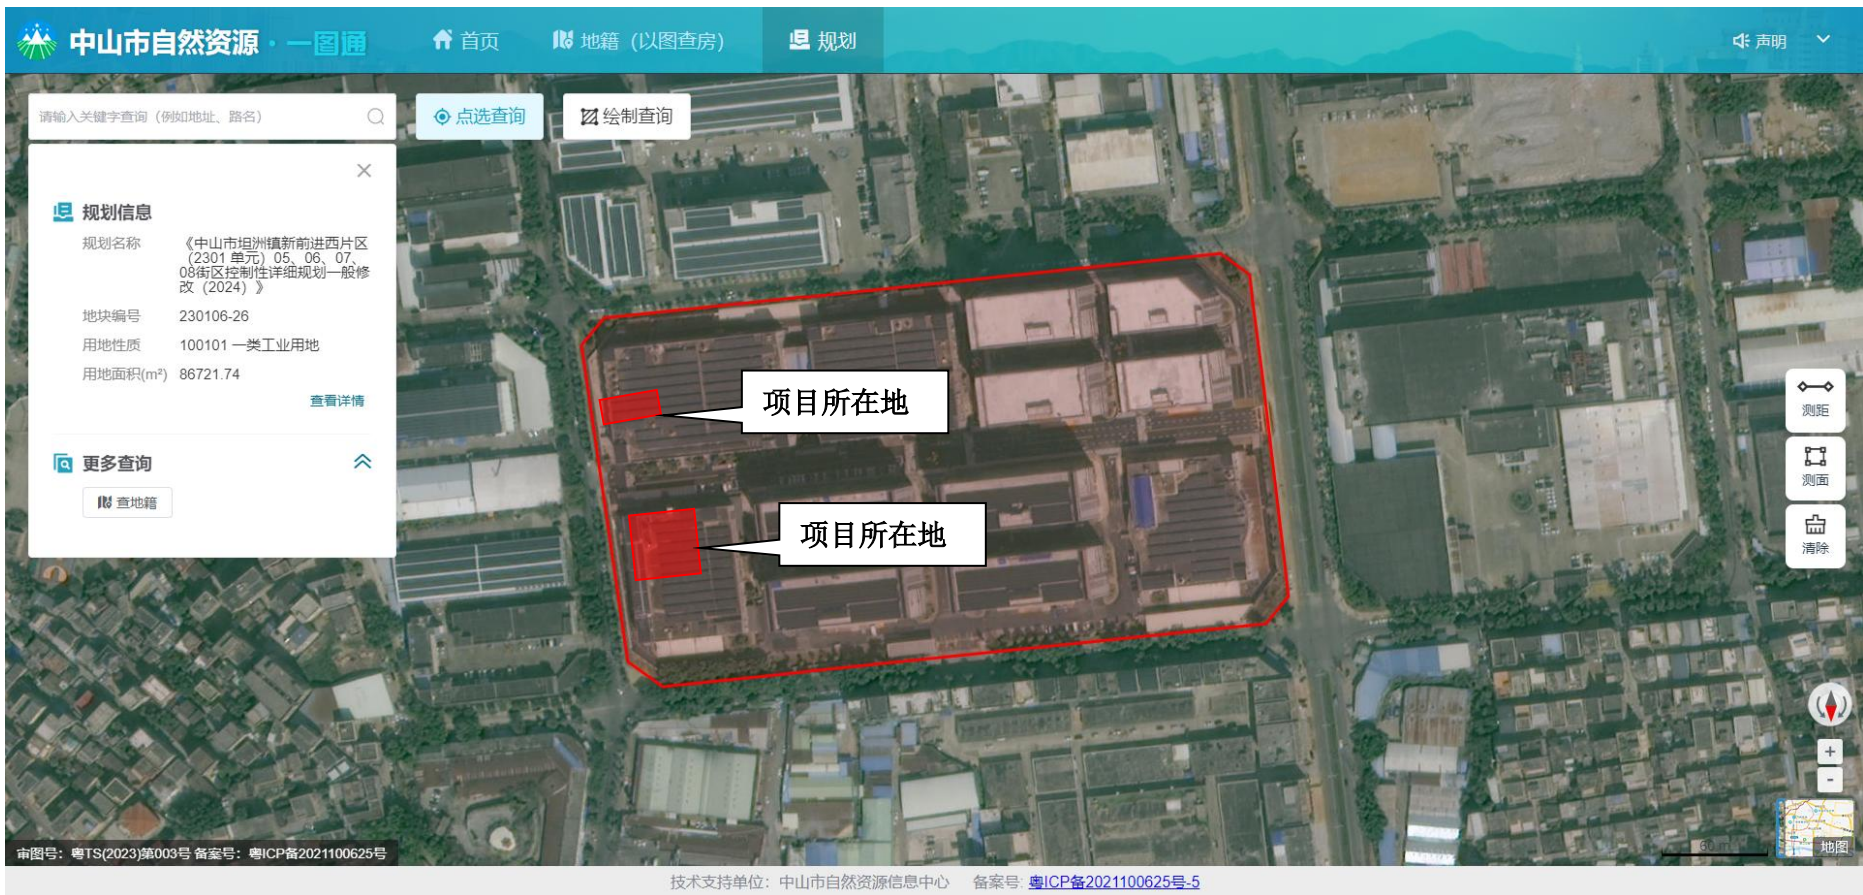 中山市自然资源 · 一图通
首页
地籍（以图查房）
规划
声明
请输入关键字查询（例如地址、路名）
点选查询
绘制查询
规划信息
规划名称
《中山市坦洲镇新前进西片区
（2301 单元）05、06、07、
08街区控制性详细规划一般修
改（2024）》
地块编号 230106-26
用地性质 100101 一类工业用地
用地面积(m²) 86721.74
查看详情
更多查询
查地籍
项目所在地
项目所在地
测距
测面
清除
+
-
60 m
地图
审图号：粤TS(2023)第003号 备案号：粤ICP备2021100625号
技术支持单位：中山市自然资源信息中心 备案号: 粤ICP备2021100625号-5